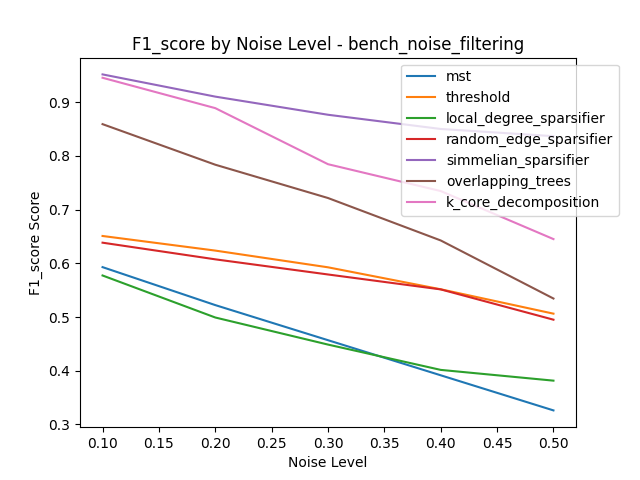 F1_score by Noise Level - bench_noise_filtering
mst
threshold
local_degree_sparsifier
random_edge_sparsifier
simmelian_sparsifier
overlapping_trees
k_core_decomposition
F1_score Score
0.9
0.8
0.7
0.6
0.5
0.4
0.3
0.10 0.15 0.20 0.25 0.30 0.35 0.40 0.45 0.50
Noise Level